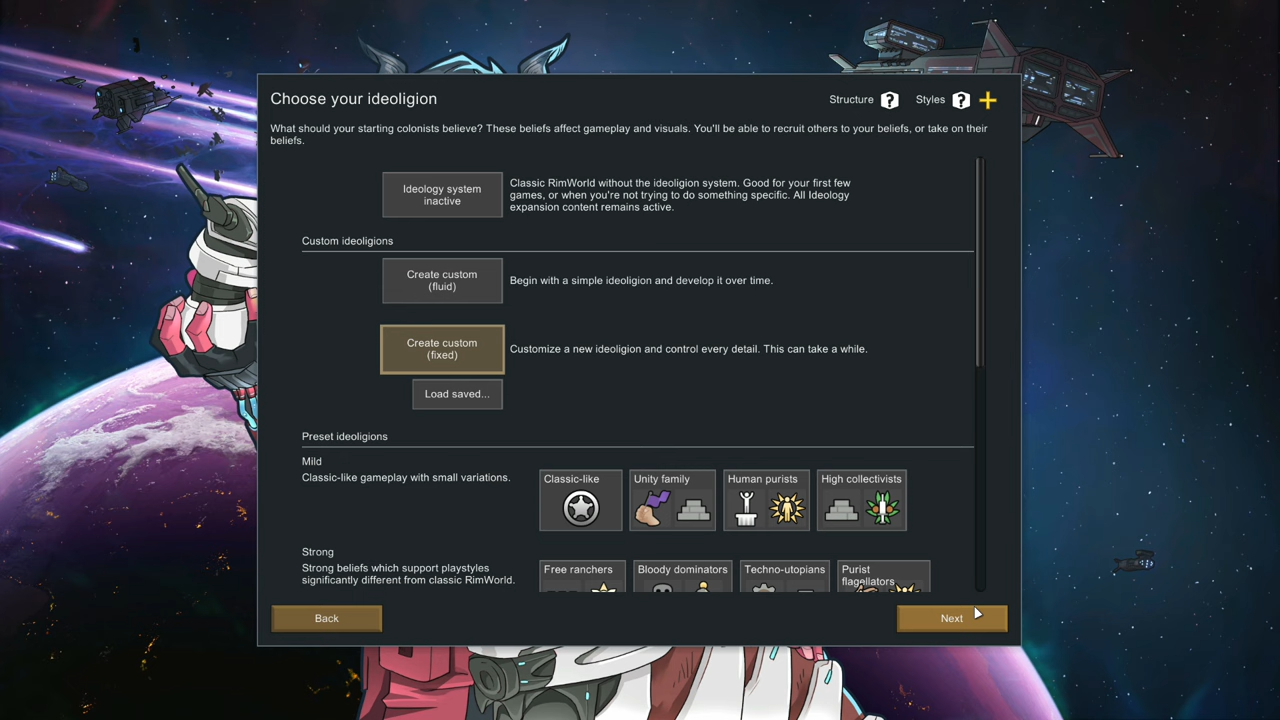 Choose your ideoligion
Structure ?
Styles ?
What should your starting colonists believe? These beliefs affect gameplay and visuals. You'll be able to recruit others to your beliefs, or take on their
beliefs.
Ideology system
inactive
Classic RimWorld without the ideoligion system. Good for your first few
games, or when you're not trying to do something specific. All Ideology
expansion content remains active.
Custom ideoligions
Create custom
(fluid)
Begin with a simple ideoligion and develop it over time.
Create custom
(fixed)
Customize a new ideoligion and control every detail. This can take a while.
Load saved...
Preset ideoligions
Mild
Classic-like gameplay with small variations.
Classic-like
Unity family
Human purists
High collectivists
Strong
Strong beliefs which support playstyles
significantly different from classic RimWorld.
Free ranchers
Bloody dominators
Techno-utopians
Purist
flagellators
Back
Next